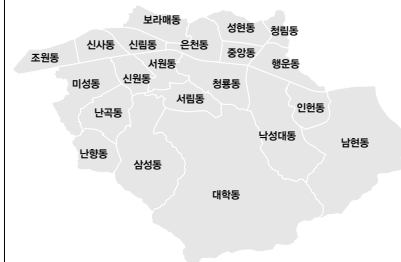 보라매동
성현동
청림동
조원동
신사동
신림동
은천동
중앙동
행운동
서원동
미성동
신원동
청룡동
서림동
난곡동
인헌동
낙성대동
남현동
난향동
삼성동
대학동